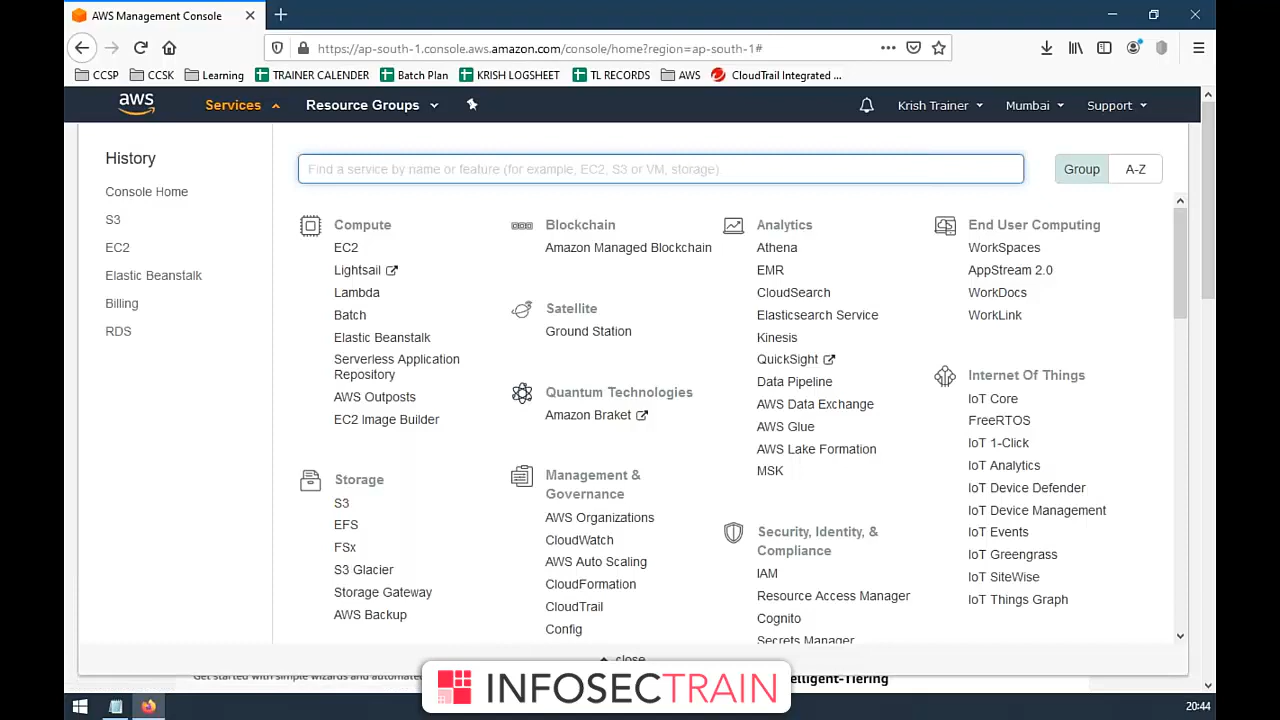 AWS Management Console
https://ap-south-1.console.aws.amazon.com/console/home?region=ap-south-1#
CCSP
CCSK
Learning
TRAINER CALENDER
Batch Plan
KRISH LOGSHEET
TL RECORDS
AWS
CloudTrail Integrated ...
aws
Services
Resource Groups
Krish Trainer
Mumbai
Support
History
Console Home
S3
EC2
Elastic Beanstalk
Billing
RDS
Find a service by name or feature (for example, EC2, S3 or VM, storage).
Group
A-Z
Compute
EC2
Lightsail
Lambda
Batch
Elastic Beanstalk
Serverless Application
Repository
AWS Outposts
EC2 Image Builder
Storage
S3
EFS
FSx
S3 Glacier
Storage Gateway
AWS Backup
Blockchain
Amazon Managed Blockchain
Satellite
Ground Station
Quantum Technologies
Amazon Braket
Management &
Governance
AWS Organizations
CloudWatch
AWS Auto Scaling
CloudFormation
CloudTrail
Config
Analytics
Athena
EMR
CloudSearch
Elasticsearch Service
Kinesis
QuickSight
Data Pipeline
AWS Data Exchange
AWS Glue
AWS Lake Formation
MSK
Security, Identity, &
Compliance
IAM
Resource Access Manager
Cognito
Secrets Manager
End User Computing
WorkSpaces
AppStream 2.0
WorkDocs
WorkLink
Internet Of Things
IoT Core
FreeRTOS
IoT 1-Click
IoT Analytics
IoT Device Defender
IoT Device Management
IoT Events
IoT Greengrass
IoT SiteWise
IoT Things Graph
close
Get started with simple wizards and automated
INFOSECTRAIN
20:44